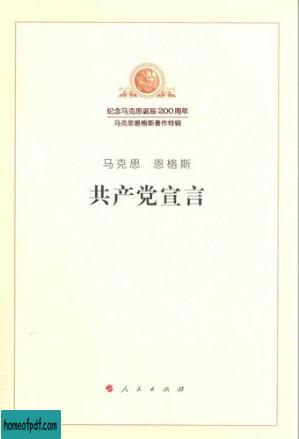 纪念马克思诞辰200周年
马克思恩格斯著作特辑
马克思 恩格斯
共产党宣言
人民出版社
homeofpdf.com